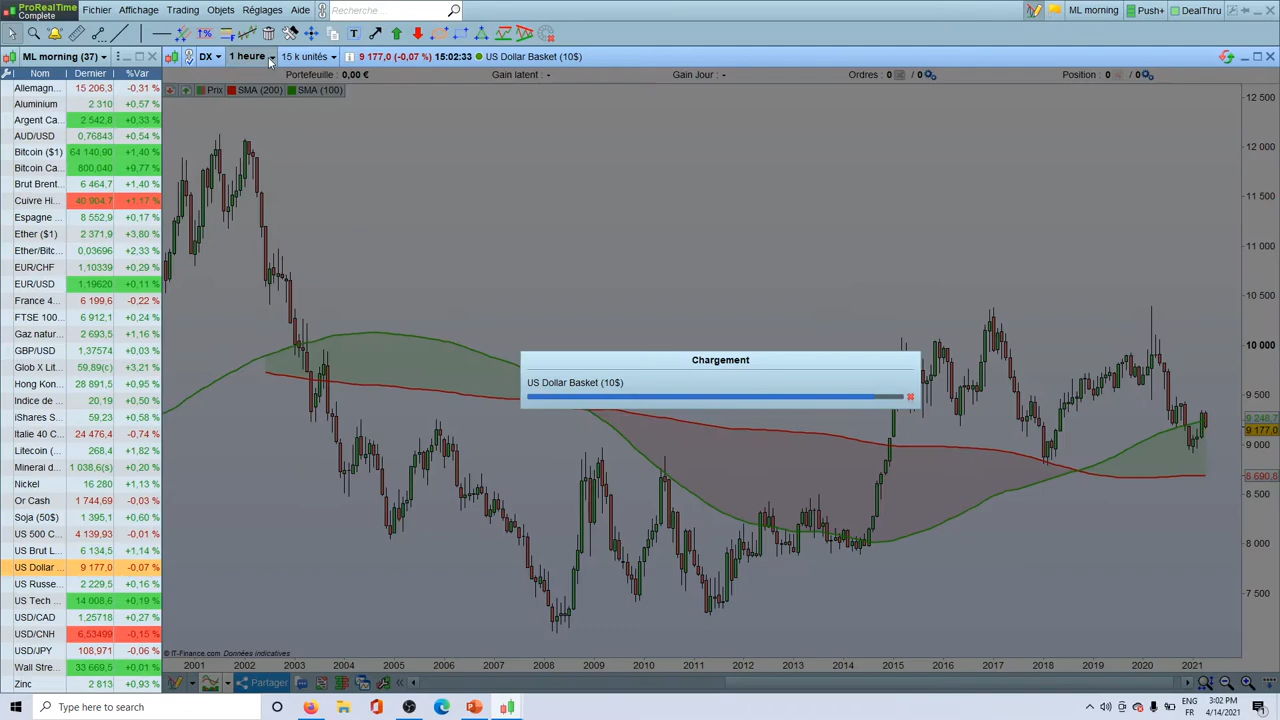 ProRealTime
Complete
Fichier Affichage Trading Objets Réglages Aide Recherche... ML morning Push+ DealThru
ML morning (37) DX 1 heure 15 k unités 9 177,0 (-0,07 %) 15:02:33 US Dollar Basket (10$)
Nom Dernier %Var Portefeuille : 0,00 € Gain latent : - Gain Jour : - Ordres : 0 / 0 Position : 0 / 0
Prix SMA (200) SMA (100)
Allemagn... 15 206,3 -0,31 %
Aluminium 2 310 +0,57 %
Argent Ca... 2 542,8 +0,33 %
AUD/USD 0,76843 +0,54 %
Bitcoin ($1) 64 140,90 +1,40 %
Bitcoin Ca... 800,040 +9,77 %
Brut Brent... 6 464,7 +1,40 %
Cuivre Hi... 40 904,7 +1,17 %
Espagne ... 8 552,9 +0,17 %
Ether ($1) 2 371,9 +3,80 %
Ether/Bitc... 0,03696 +2,33 %
EUR/CHF 1,10339 +0,29 %
EUR/USD 1,19620 +0,11 %
France 4... 6 199,6 -0,22 %
FTSE 100... 6 912,9 +0,24 %
Gaz natur... 2 693,5 +1,16 %
GBP/USD 1,37574 +0,03 %
Glob X Lit... 59,89(c) +3,21 %
Hong Kon... 28 891,5 +0,95 %
Indice de ... 20,19 +0,50 %
iShares S... 59,23 +0,58 %
Italie 40 C... 24 476,4 -0,74 %
Litecoin (... 268,4 +1,82 %
Minerai d... 1 038,6(s) +0,20 %
Nickel 16 280 +1,13 %
Or Cash 1 744,69 -0,03 %
Soja (50$) 1 395,1 +0,60 %
US 500 C... 4 139,93 -0,01 %
US Brut L... 6 134,5 +1,14 %
US Dollar ... 9 177,0 -0,07 %
US Russe... 2 229,5 +0,16 %
US Tech ... 14 008,6 +0,19 %
USD/CAD 1,25718 +0,27 %
USD/CNH 6,53499 -0,15 %
USD/JPY 108,971 -0,06 %
Wall Stre... 33 669,5 +0,01 %
Zinc 2 813 +0,93 %
Chargement
US Dollar Basket (10$)
12 500
12 000
11 500
11 000
10 500
10 000
9 500
9 248,7
9 177,0
9 000
8 690,8
8 500
8 000
7 500
© IT-Finance.com Données indicatives
2001 2002 2003 2004 2005 2006 2007 2008 2009 2010 2011 2012 2013 2014 2015 2016 2017 2018 2019 2020 2021
Partager
Type here to search
ENG 3:02 PM
FR 4/14/2021